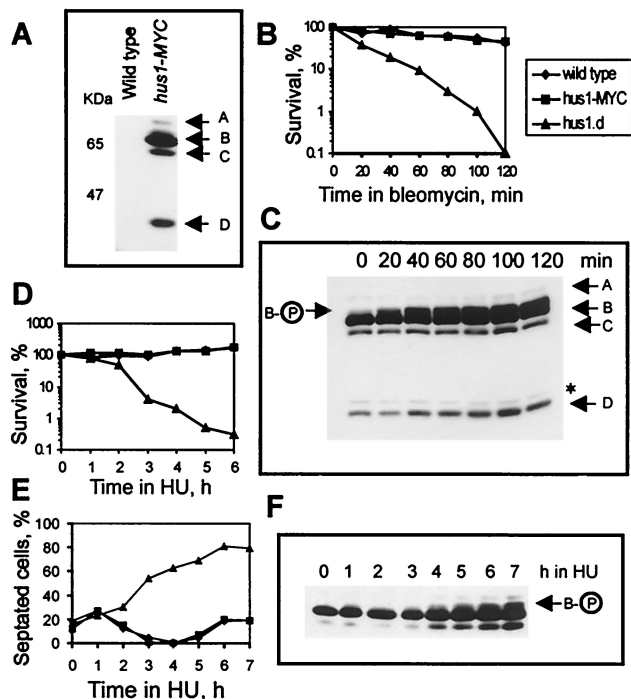 A
Wild type
hus1-MYC
KDa
65
47
A
B
C
D
B
Survival, %
100
10
1
0.1
0 20 40 60 80 100 120
Time in bleomycin, min
wild type
hus1-MYC
hus1.d
C
0 20 40 60 80 100 120 min
B-P
A
B
C
*
D
D
Survival, %
1000
100
10
1
0.1
0 1 2 3 4 5 6
Time in HU, h
E
Septated cells, %
100
80
60
40
20
0
0 1 2 3 4 5 6 7
Time in HU, h
F
0 1 2 3 4 5 6 7 h in HU
B-P